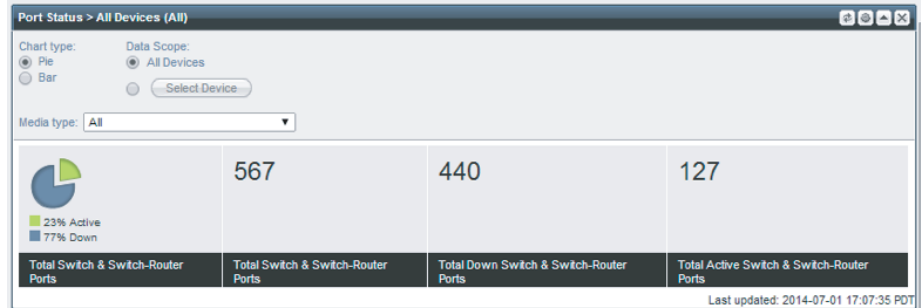 Port Status > All Devices (All)
Chart type:
Data Scope:
Pie
All Devices
Bar
Select Device
Media type: All
567
440
127
23% Active
77% Down
Total Switch & Switch-Router
Ports
Total Switch & Switch-Router
Ports
Total Down Switch & Switch-Router
Ports
Total Active Switch & Switch-Router
Ports
Last updated: 2014-07-01 17:07:35 PDT